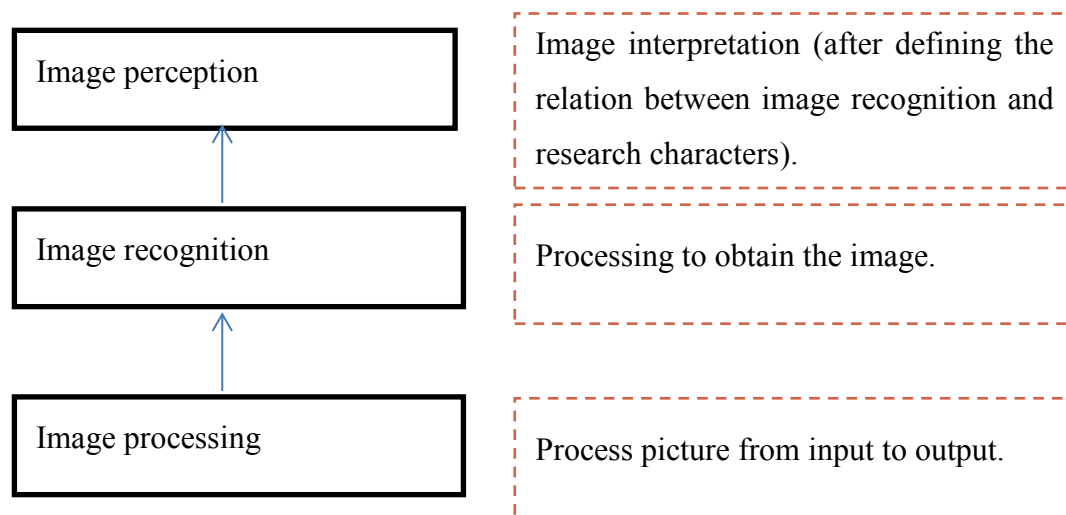 Image perception
Image interpretation (after defining the
relation between image recognition and
research characters).
Image recognition
Processing to obtain the image.
Image processing
Process picture from input to output.